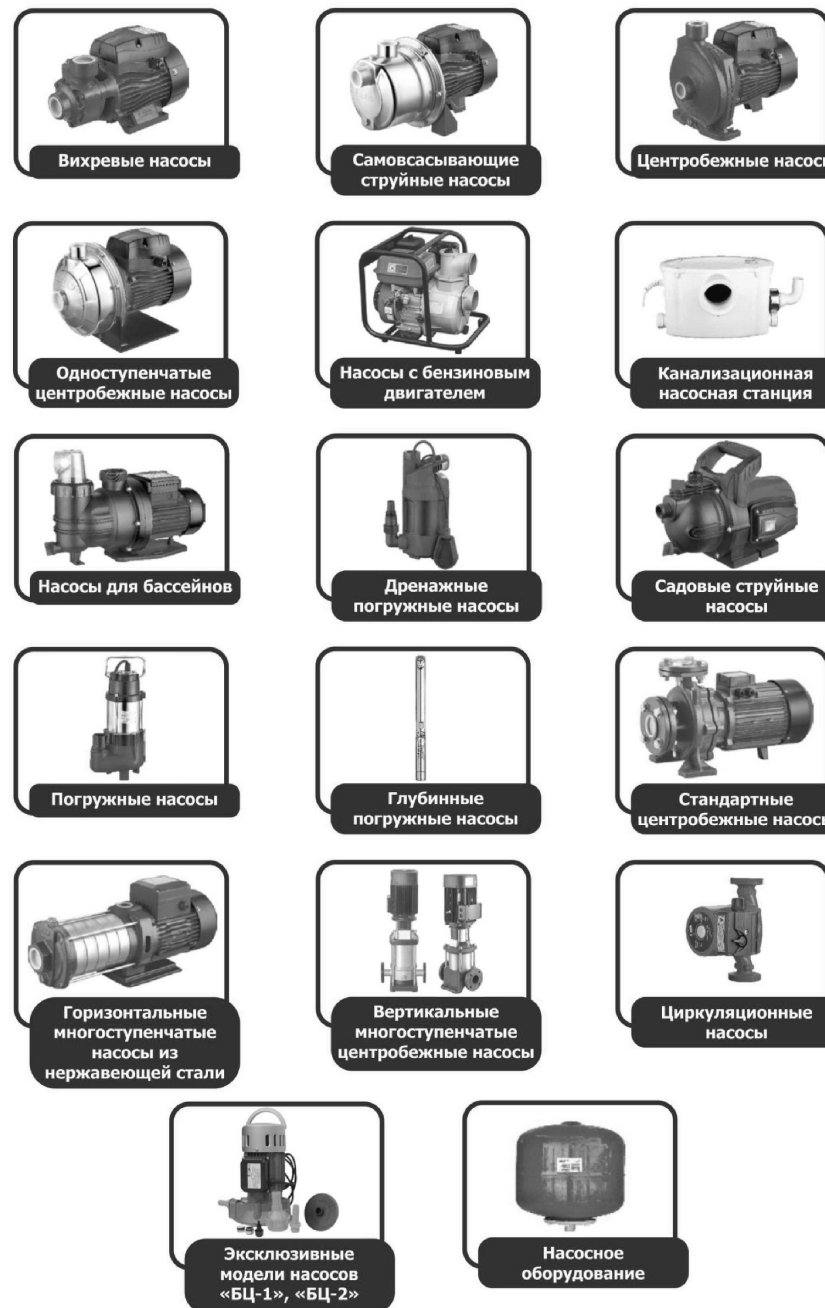 Вихревые насосы
Самовсасывающие
струйные насосы
Центробежные насосы
Одноступенчатые
центробежные насосы
Насосы с бензиновым
двигателем
Канализационная
насосная станция
Насосы для бассейнов
Дренажные
погружные насосы
Садовые струйные
насосы
Погружные насосы
Глубинные
погружные насосы
Стандартные
центробежные насосы
Горизонтальные
многоступенчатые
насосы из
нержавеющей стали
Вертикальные
многоступенчатые
центробежные насосы
Циркуляционные
насосы
Эксклюзивные
модели насосов
«БЦ-1», «БЦ-2»
Насосное
оборудование